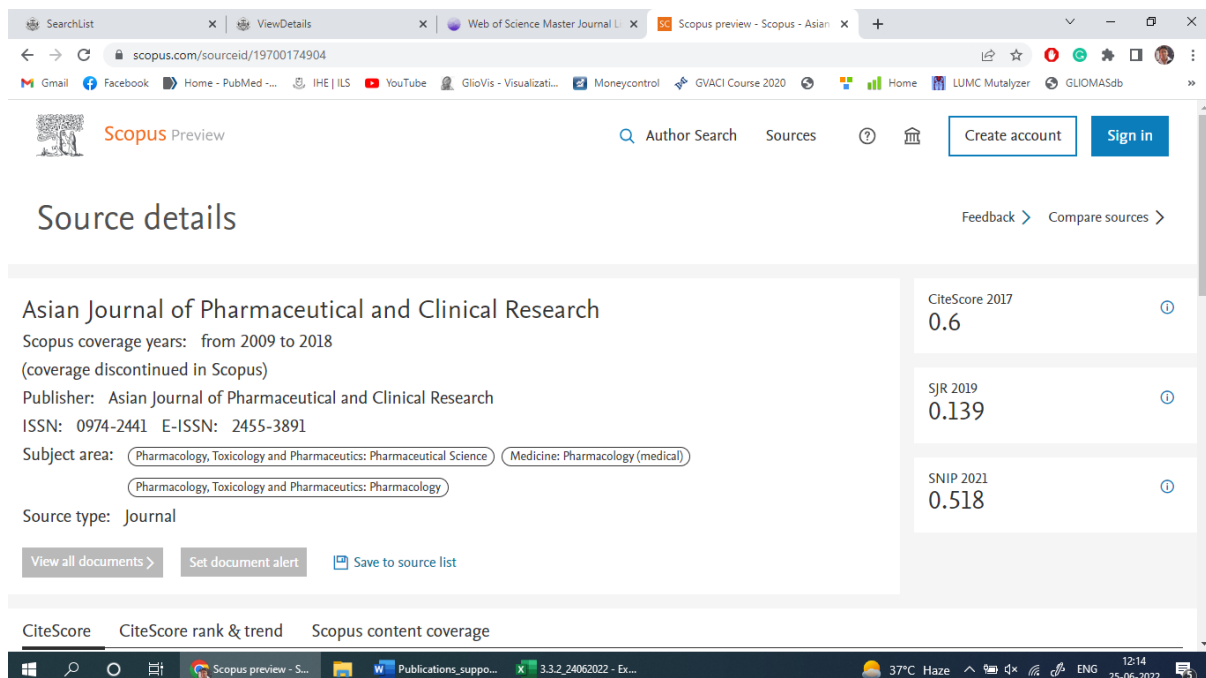 SearchList
ViewDetails
Web of Science Master Journal Li
SC Scopus preview - Scopus - Asian
scopus.com/sourceid/19700174904
Gmail Facebook Home - PubMed -... IHE | ILS YouTube GlioVis - Visualizati... Moneycontrol GVACI Course 2020 Home LUMC Mutalyzer GLIOMASdb »
Scopus Preview
Author Search Sources Create account Sign in
Source details
Feedback Compare sources
Asian Journal of Pharmaceutical and Clinical Research
Scopus coverage years: from 2009 to 2018
(coverage discontinued in Scopus)
Publisher: Asian Journal of Pharmaceutical and Clinical Research
ISSN: 0974-2441 E-ISSN: 2455-3891
Subject area: Pharmacology, Toxicology and Pharmaceutics: Pharmaceutical Science Medicine: Pharmacology (medical)
Pharmacology, Toxicology and Pharmaceutics: Pharmacology
Source type: Journal
View all documents Set document alert Save to source list
CiteScore 2017
0.6
SJR 2019
0.139
SNIP 2021
0.518
CiteScore CiteScore rank & trend Scopus content coverage
Scopus preview - S... Publications_suppo... 3.3.2_24062022 - Ex... 37°C Haze ENG 12:14
25-06-2022